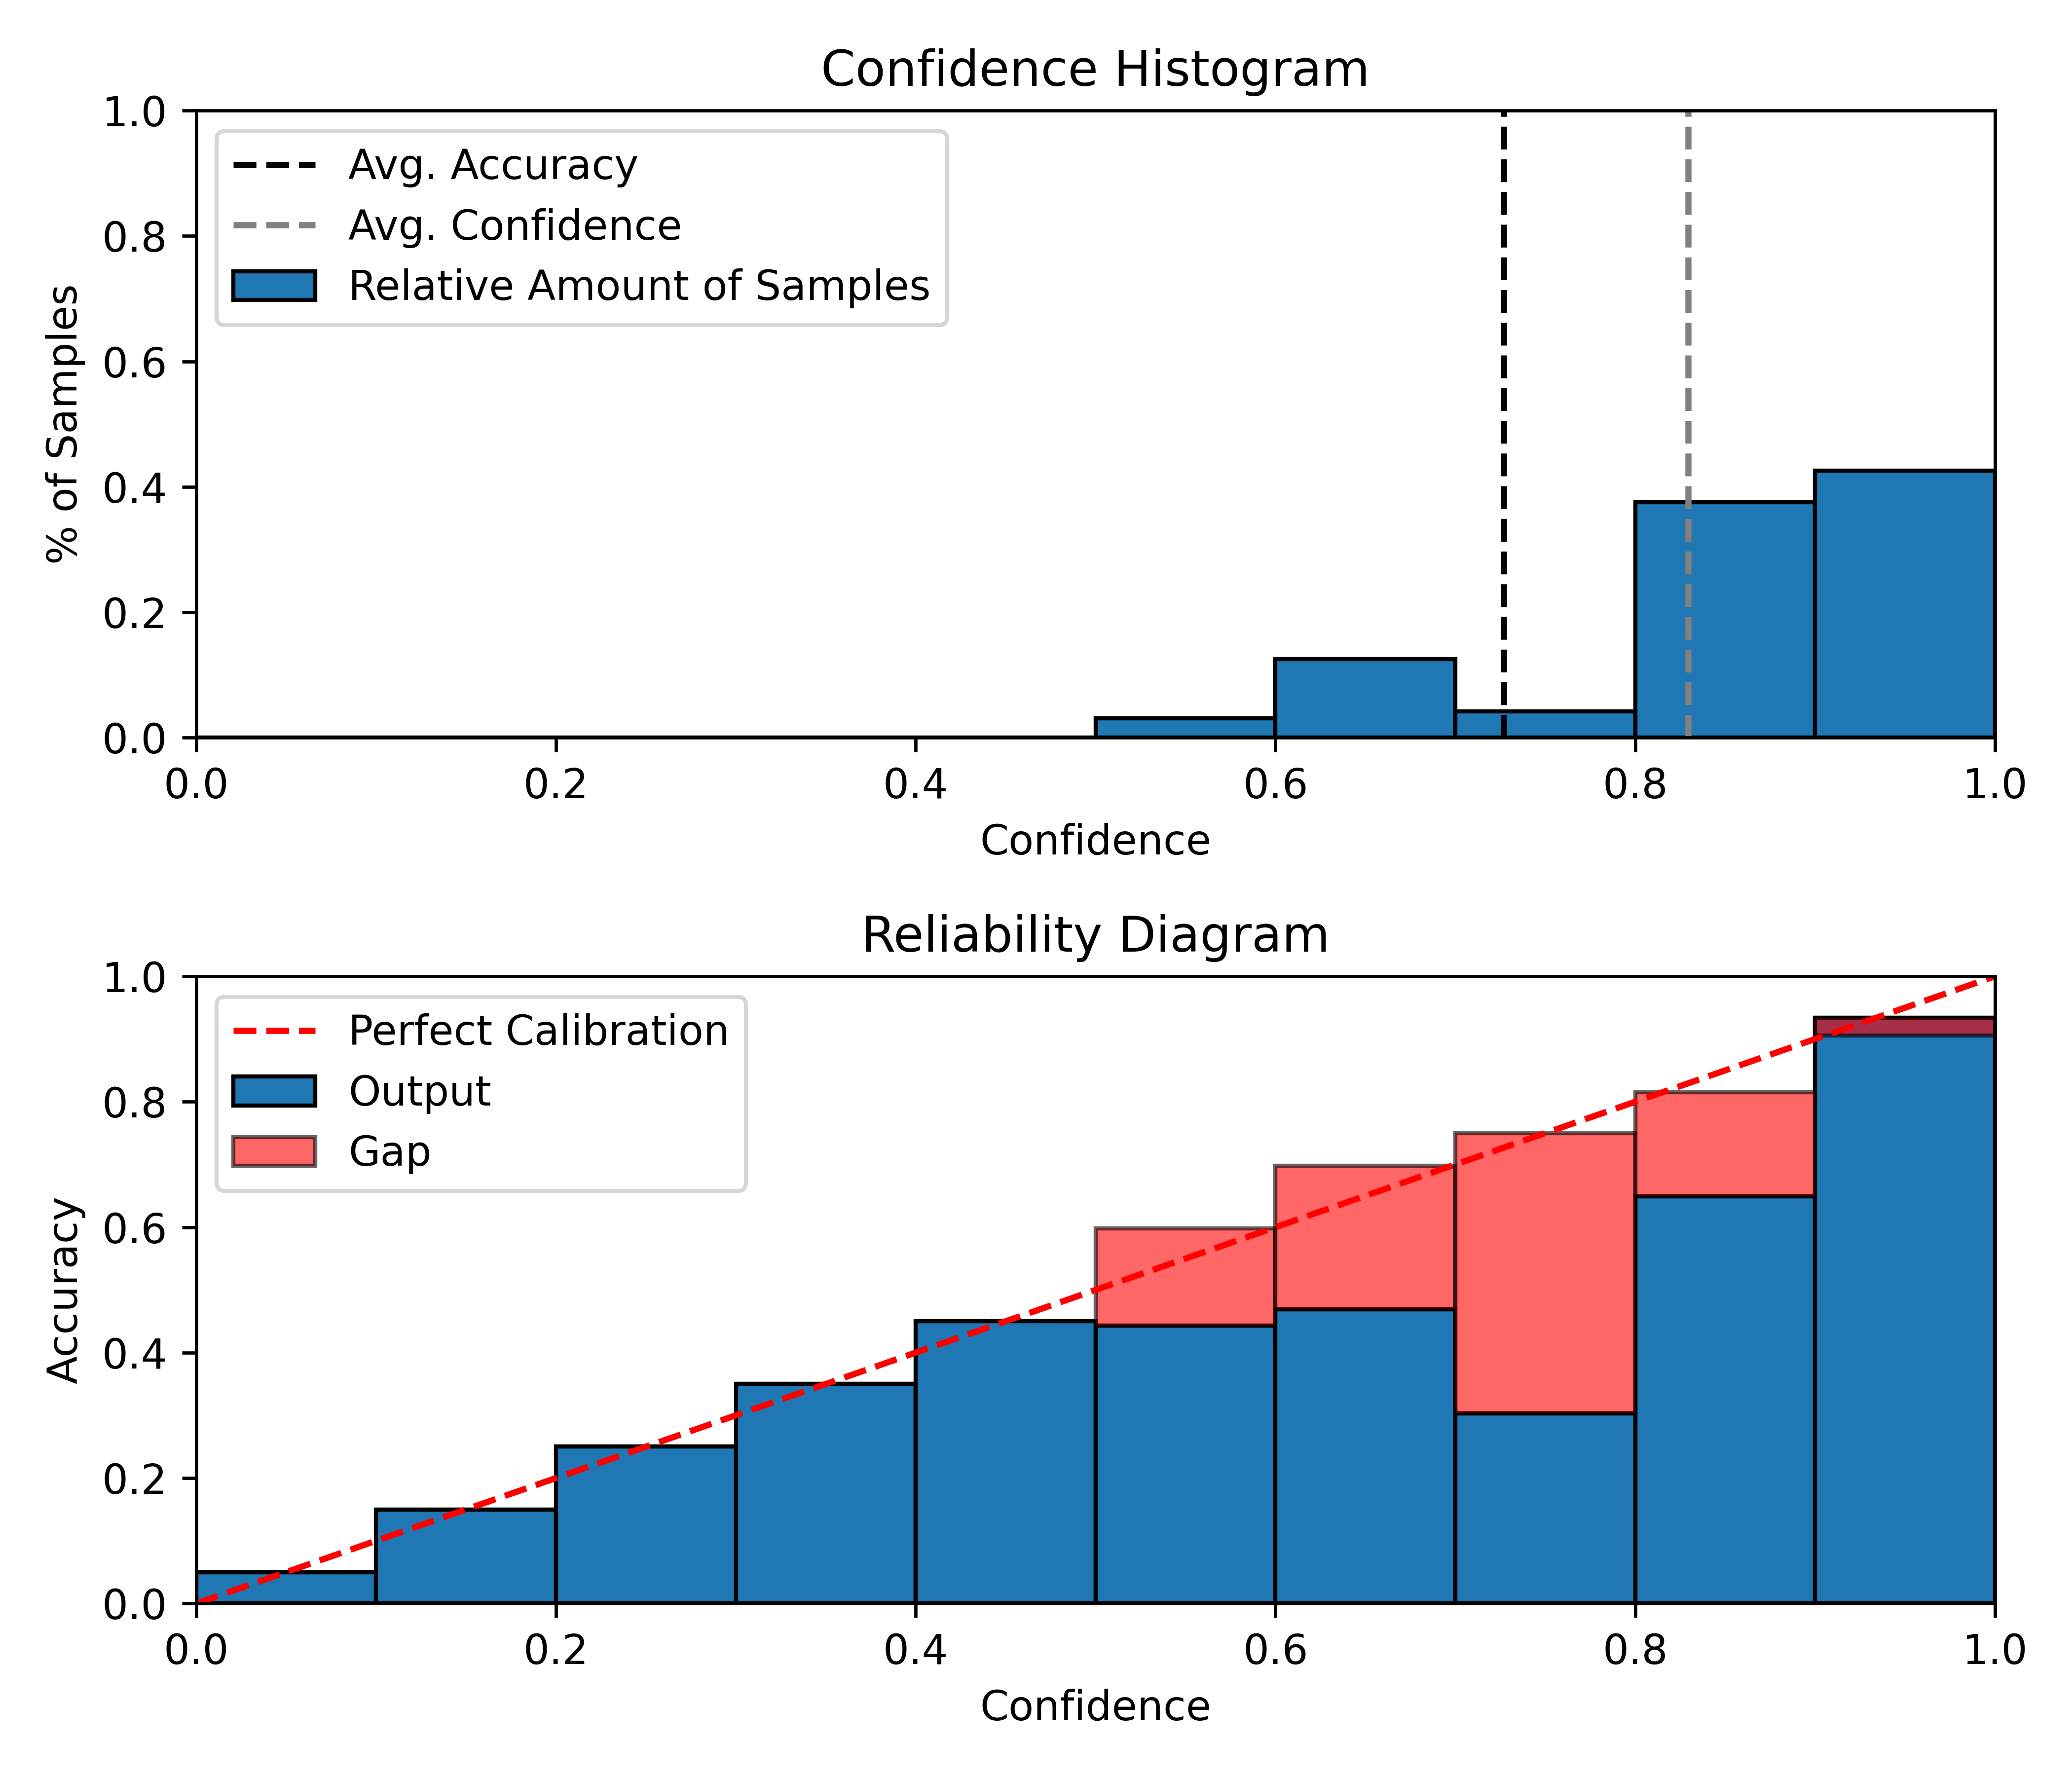 Confidence Histogram
1.0
0.8
0.6
0.4
0.2
0.0
% of Samples
Avg. Accuracy
Avg. Confidence
Relative Amount of Samples
0.0 0.2 0.4 0.6 0.8 1.0
Confidence
Reliability Diagram
1.0
0.8
0.6
0.4
0.2
0.0
Accuracy
Perfect Calibration
Output
Gap
0.0 0.2 0.4 0.6 0.8 1.0
Confidence